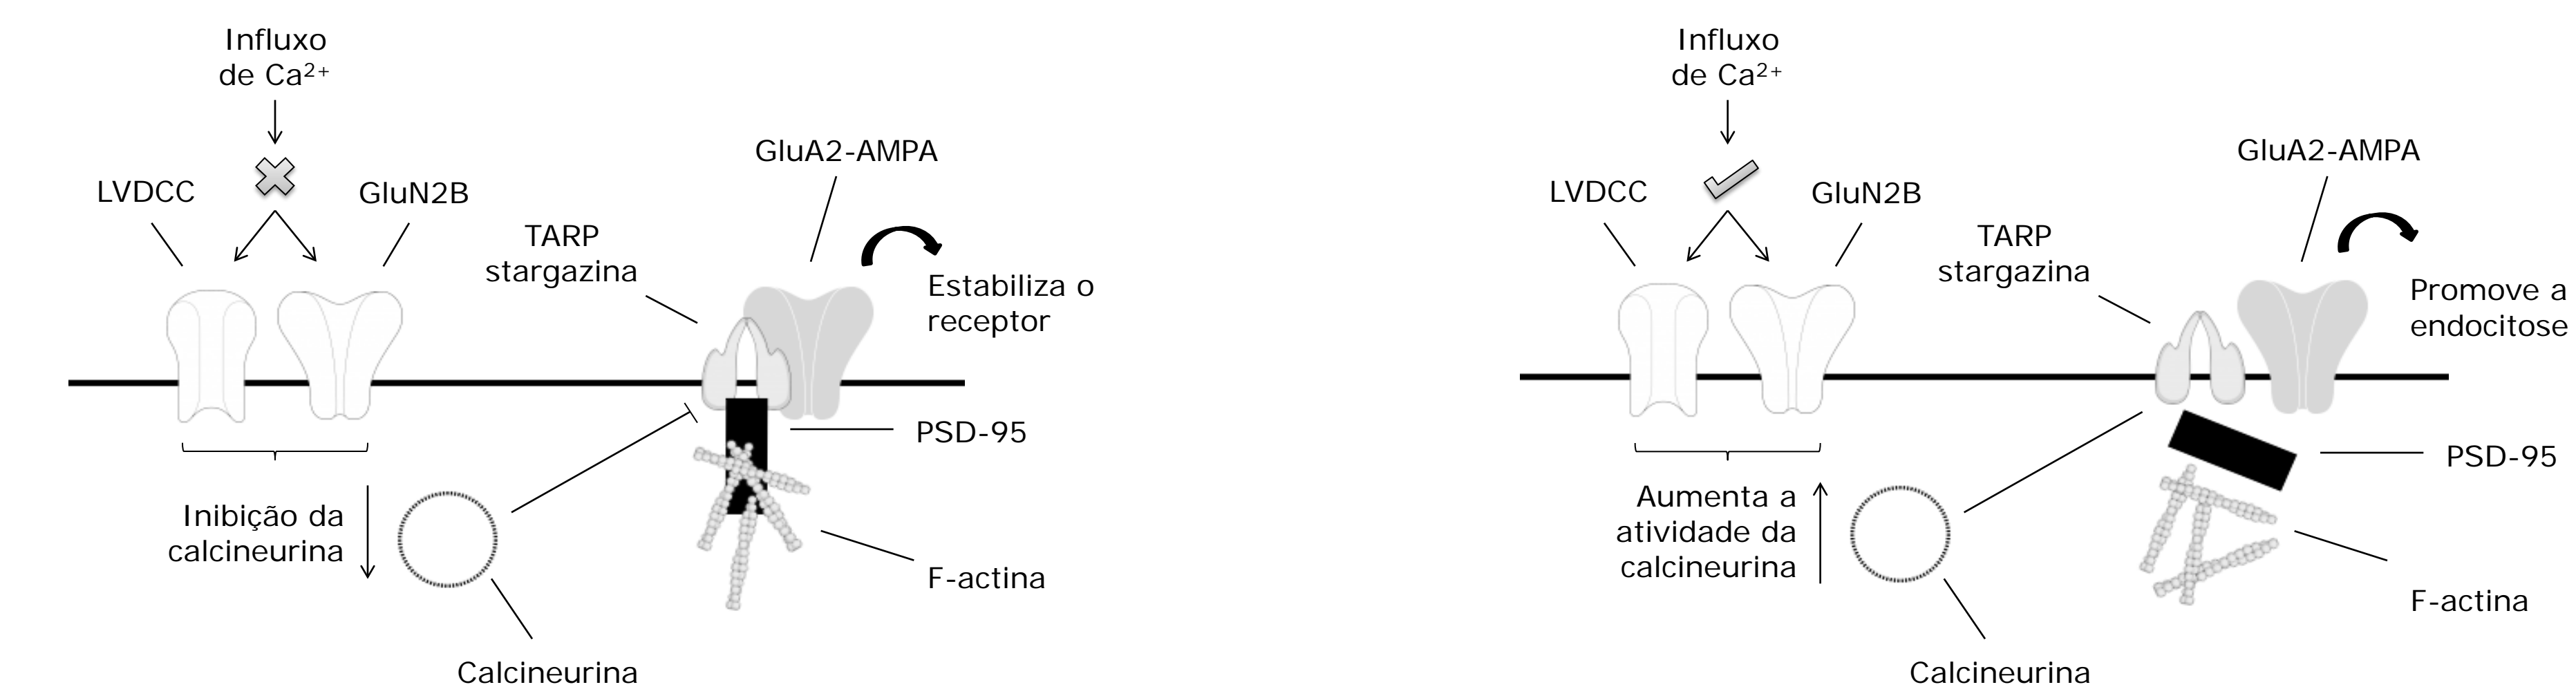 Influxo
de Ca²⁺
LVDCC
GluN2B
TARP
stargazina
GluA2-AMPA
Estabiliza o
receptor
PSD-95
Inibição da
calcineurina
F-actina
Calcineurina
Influxo
de Ca²⁺
LVDCC
GluN2B
TARP
stargazina
GluA2-AMPA
Promove a
endocitose
PSD-95
Aumenta a
atividade da
calcineurina
F-actina
Calcineurina